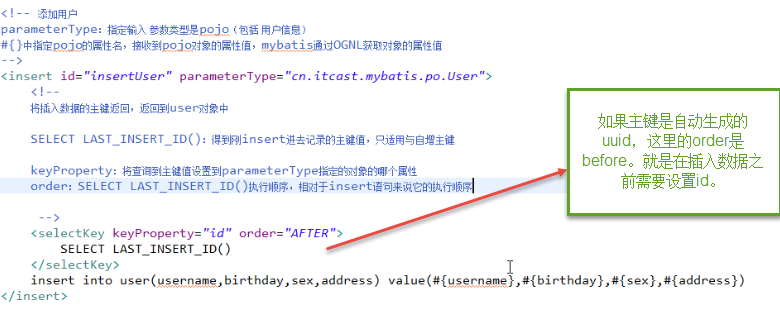 <!-- 添加用户
parameterType：指定输入 参数类型是pojo（包括 用户信息）
#{}中指定pojo的属性名，接收到pojo对象的属性值，mybatis通过OGNL获取对象的属性值
-->
<insert id="insertUser" parameterType="cn.itcast.mybatis.po.User">
<!--
将插入数据的主键返回，返回到user对象中
SELECT LAST_INSERT_ID()：得到刚insert进去记录的主键值，只适用与自增主键
keyProperty：将查询到主键值设置到parameterType指定的对象的哪个属性
order：SELECT LAST_INSERT_ID()执行顺序，相对于insert语句来说它的执行顺序
-->
<selectKey keyProperty="id" order="AFTER">
SELECT LAST_INSERT_ID()
</selectKey>
insert into user(username,birthday,sex,address) value(#{username},#{birthday},#{sex},#{address})
</insert>
如果主键是自动生成的
uuid，这里的order是
before。就是在插入数据之
前需要设置id。